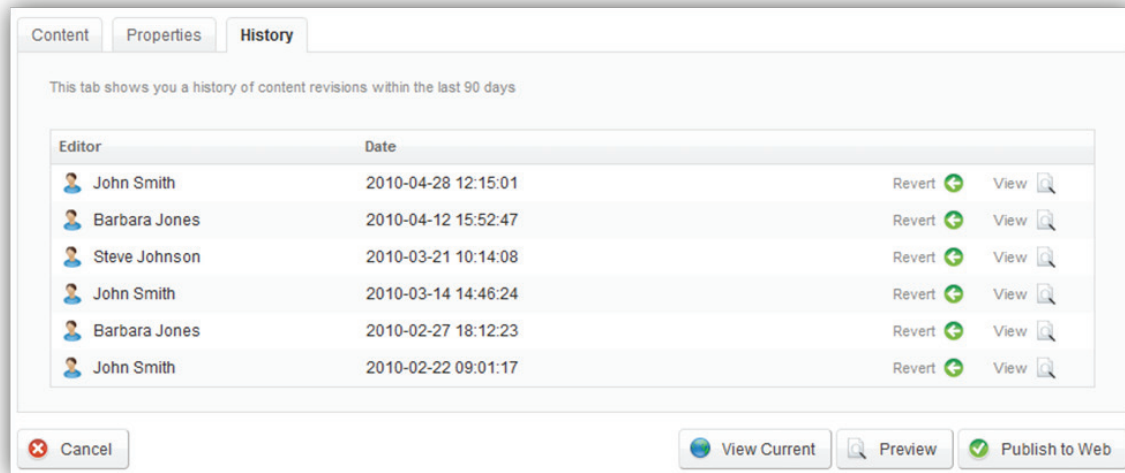 Content Properties History
This tab shows you a history of content revisions within the last 90 days
Editor Date
John Smith 2010-04-28 12:15:01 Revert View
Barbara Jones 2010-04-12 15:52:47 Revert View
Steve Johnson 2010-03-21 10:14:08 Revert View
John Smith 2010-03-14 14:46:24 Revert View
Barbara Jones 2010-02-27 18:12:23 Revert View
John Smith 2010-02-22 09:01:17 Revert View
Cancel View Current Preview Publish to Web